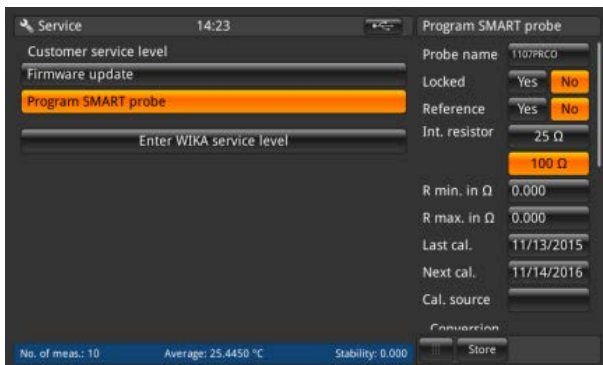 Service 14:23 Program SMART probe
Customer service level
Firmware update
Program SMART probe
Enter WIKA service level
Probe name 1107PRCO
Locked Yes No
Reference Yes No
Int. resistor 25 Ω
100 Ω
R min. in Ω 0.000
R max. in Ω 0.000
Last cal. 11/13/2015
Next cal. 11/14/2016
Cal. source
Conversion
No. of meas.: 10 Average: 25.4450 °C Stability: 0.000 Store